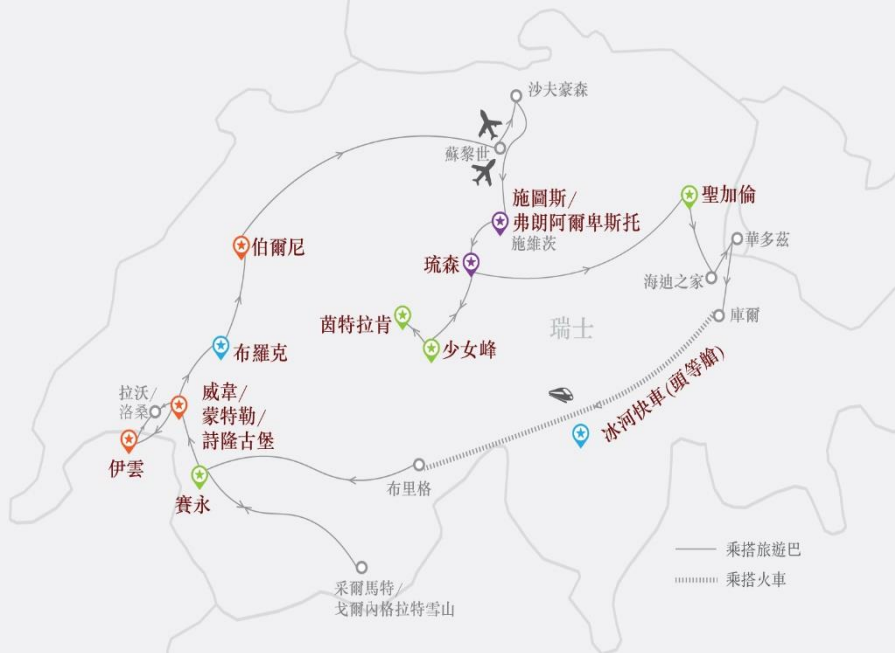 沙夫豪森
蘇黎世
施圖斯/
弗朗阿爾卑斯托
施維茨
聖加倫
華多茲
伯爾尼
琉森
海迪之家
庫爾
茵特拉肯
瑞士
少女峰
布羅克
冰河快車(頭等艙)
拉沃/
洛桑
威韋/
蒙特勒/
詩隆古堡
伊雲
布里格
賽永
采爾馬特/
戈爾內格拉特雪山
乘搭旅遊巴
乘搭火車